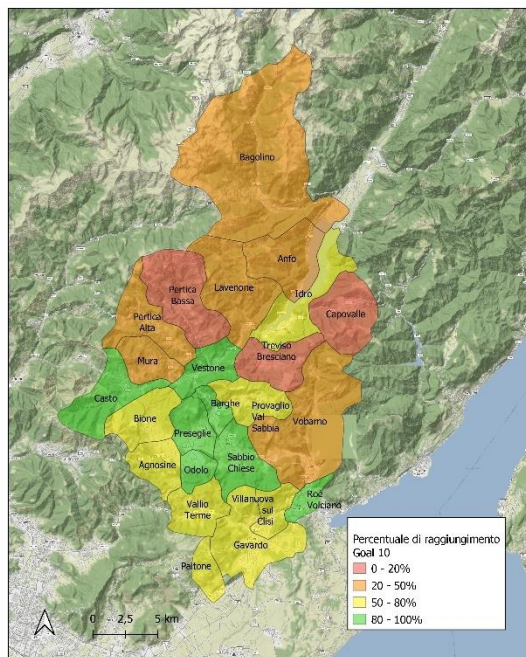 Bagolino
Anfo
Lavenone
Idro
Pertica
Bassa
Capovalle
Pertica
Alta
Treviso
Bresciano
Mura
Vestone
Casto
Barghe
Provaglio
Val
Sabbia
Vobarno
Bione
Preseglie
Agnosine
Odolo
Sabbio
Chiese
Roè
Volciano
Vallio
Terme
Villanuova
sul
Clisi
Gavardo
Paitone
Percentuale di raggiungimento
Goal 10
0 - 20%
20 - 50%
50 - 80%
80 - 100%
0 2,5 5 km